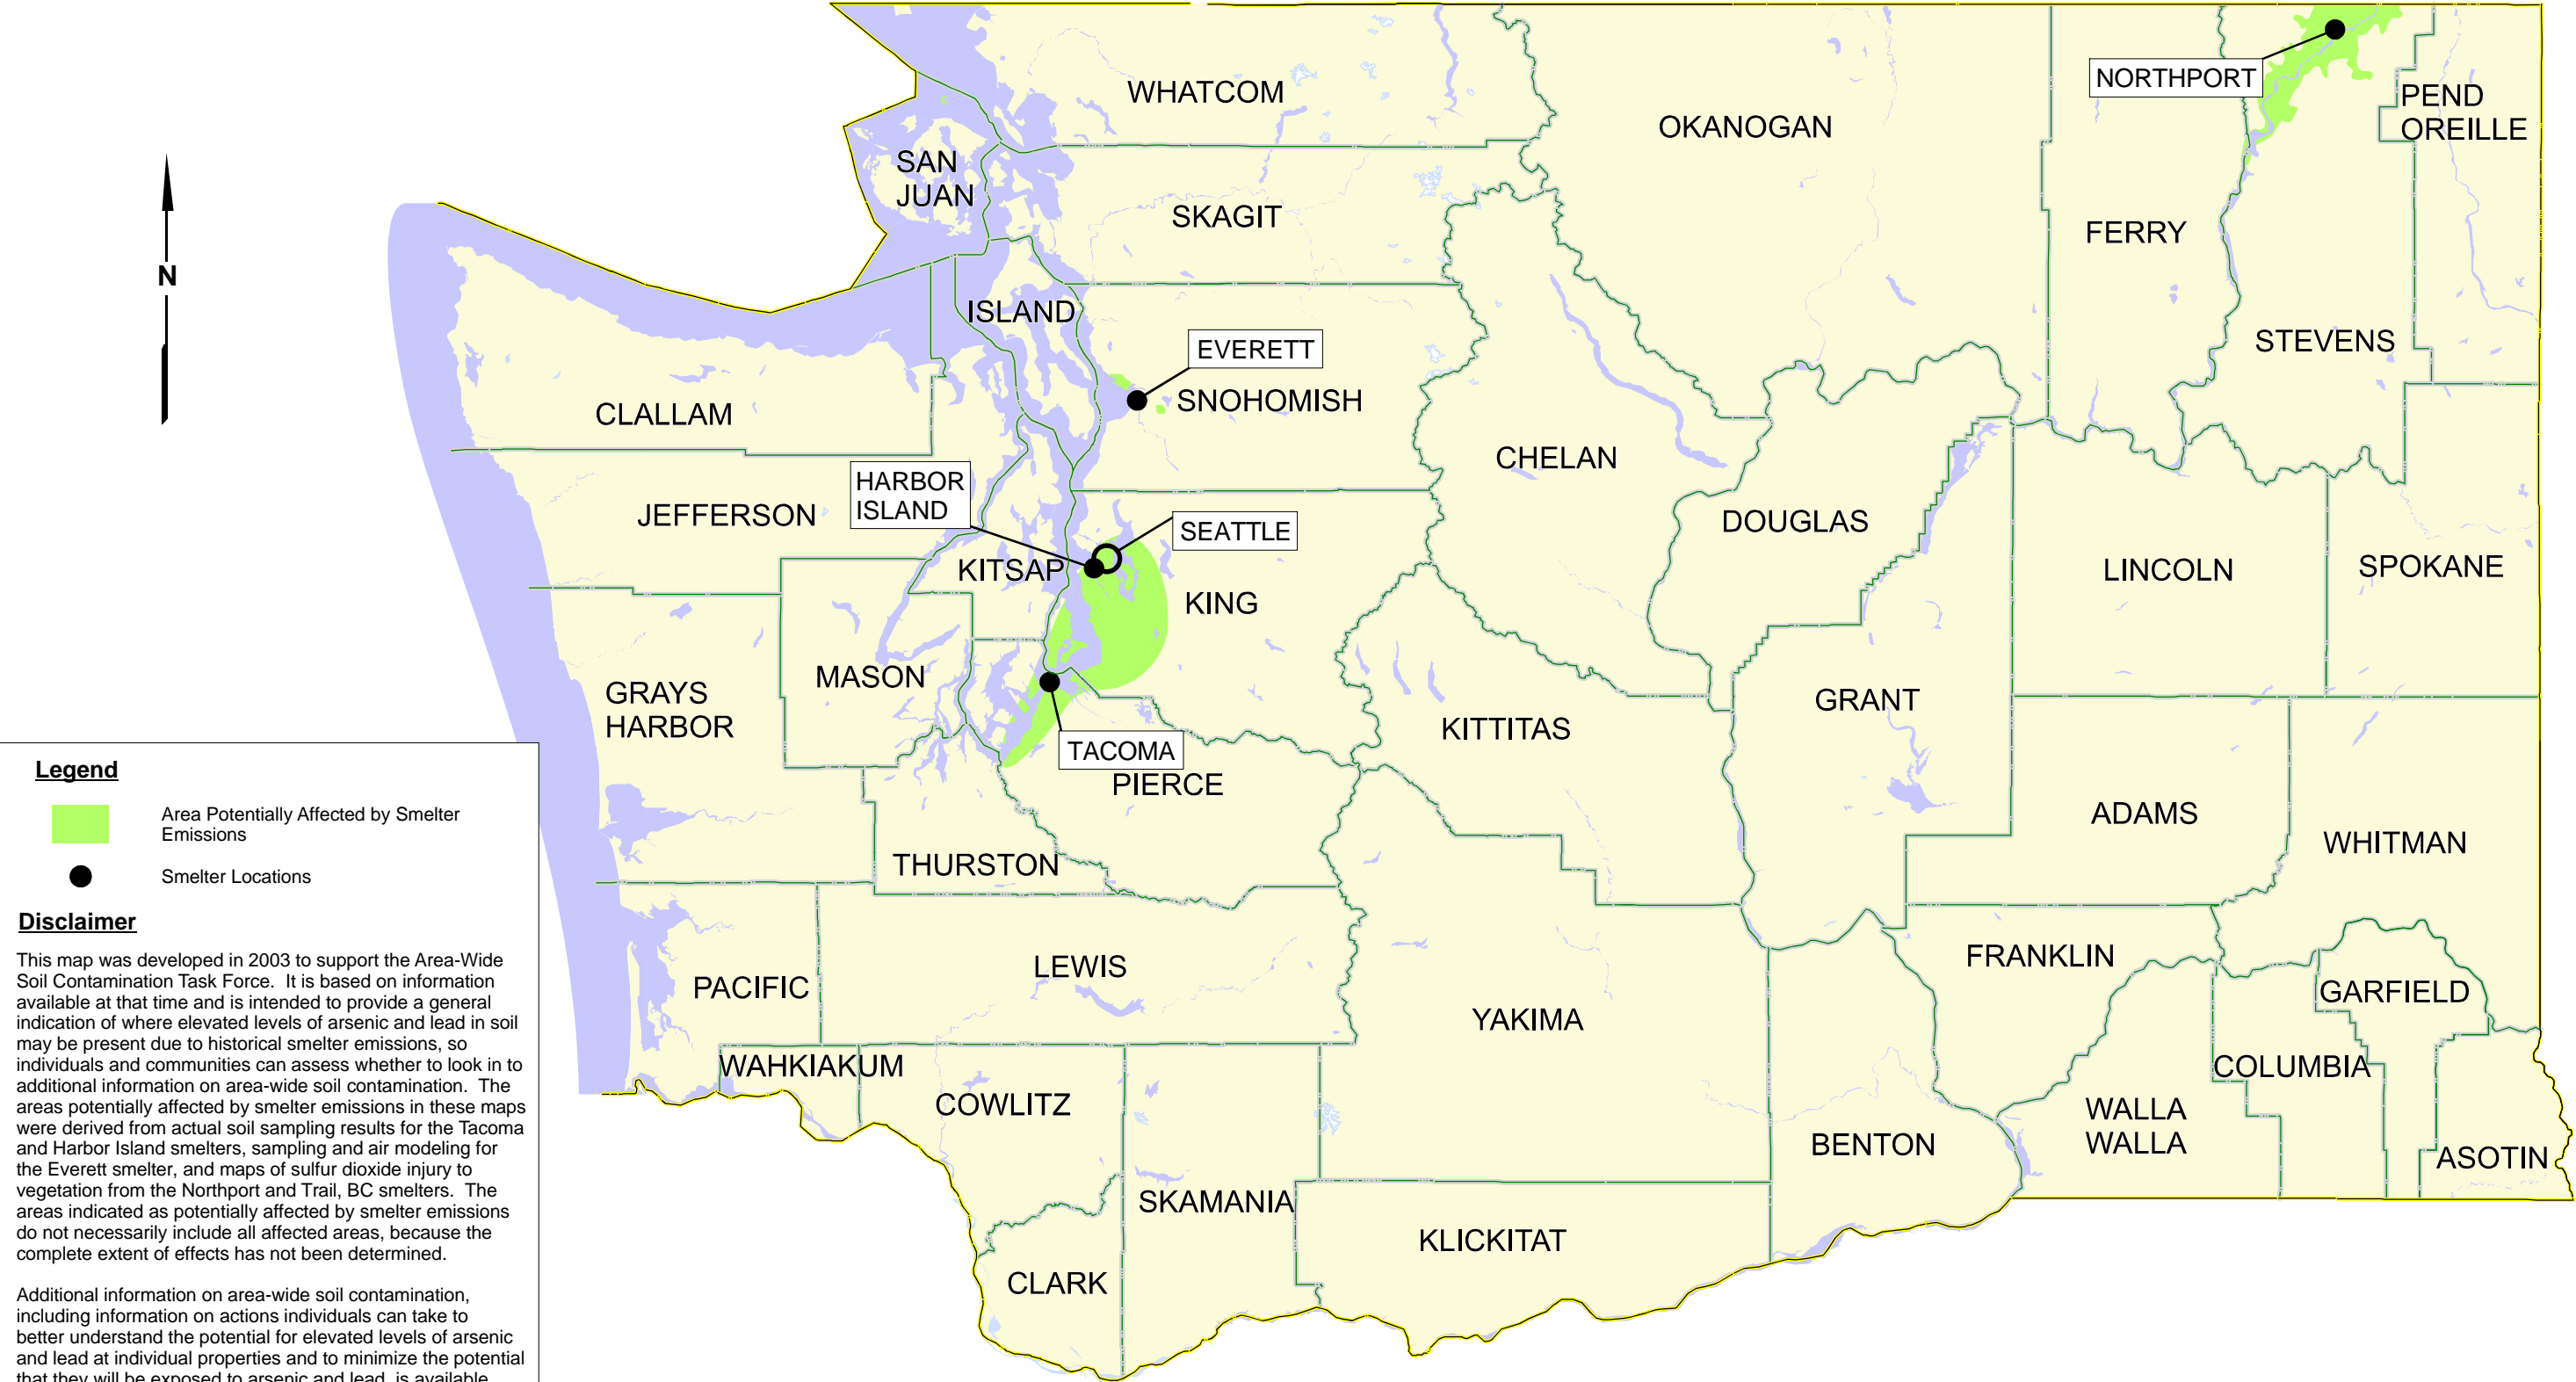 WHATCOM
NORTHPORT
PEND
OREILLE
OKANOGAN
SAN
JUAN
SKAGIT
FERRY
N
ISLAND
EVERETT
STEVENS
SNOHOMISH
CLALLAM
CHELAN
HARBOR
ISLAND
JEFFERSON
SEATTLE
DOUGLAS
KITSAP
LINCOLN
SPOKANE
KING
MASON
GRAYS
HARBOR
GRANT
KITTITAS
TACOMA
PIERCE
ADAMS
WHITMAN
THURSTON
FRANKLIN
LEWIS
PACIFIC
GARFIELD
YAKIMA
WAHKIAKUM
COLUMBIA
COWLITZ
WALLA
WALLA
BENTON
ASOTIN
SKAMANIA
KLICKITAT
CLARK
Legend
Area Potentially Affected by Smelter
Emissions
Smelter Locations
Disclaimer
This map was developed in 2003 to support the Area-Wide
Soil Contamination Task Force.  It is based on information
available at that time and is intended to provide a general
indication of where elevated levels of arsenic and lead in soil
may be present due to historical smelter emissions, so
individuals and communities can assess whether to look in to
additional information on area-wide soil contamination.  The
areas potentially affected by smelter emissions in these maps
were derived from actual soil sampling results for the Tacoma
and Harbor Island smelters, sampling and air modeling for
the Everett smelter, and maps of sulfur dioxide injury to
vegetation from the Northport and Trail, BC smelters.  The
areas indicated as potentially affected by smelter emissions
do not necessarily include all affected areas, because the
complete extent of effects has not been determined.
Additional information on area-wide soil contamination,
including information on actions individuals can take to
better understand the potential for elevated levels of arsenic
and lead at individual properties and to minimize the potential
that they will be exposed to arsenic and lead, is available